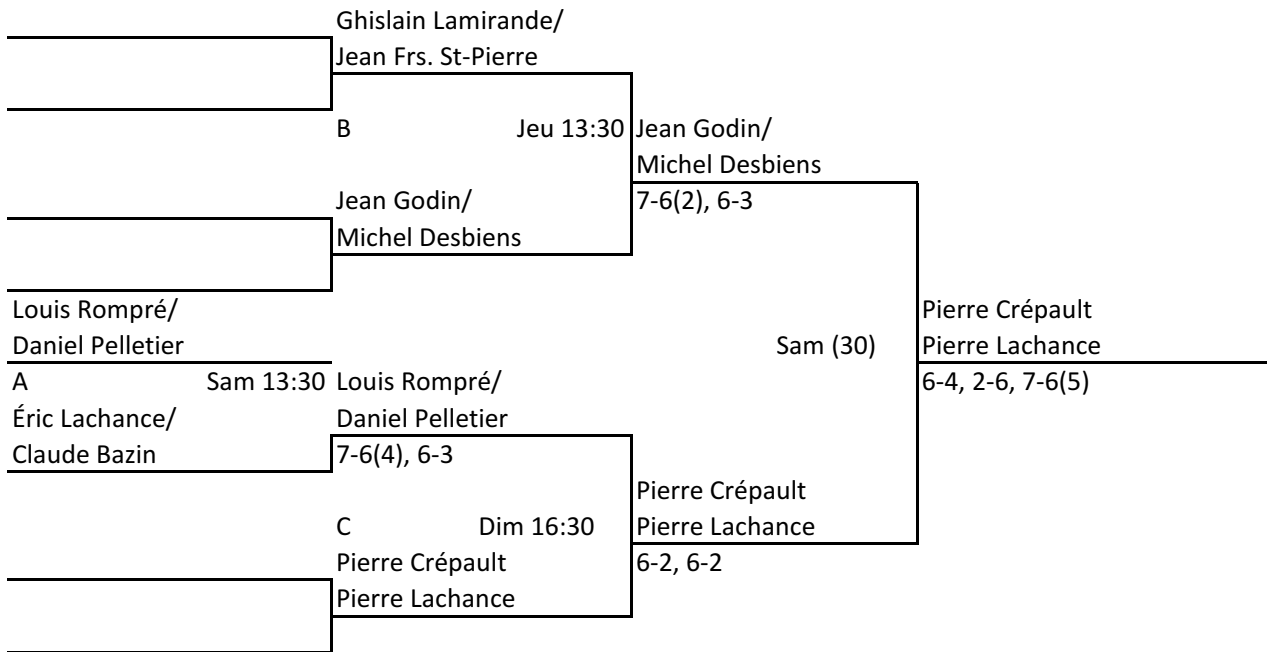 Ghislain Lamirande/
Jean Frs. St-Pierre
B Jeu 13:30 Jean Godin/
Michel Desbiens
Jean Godin/ 7-6(2), 6-3
Michel Desbiens
Louis Rompré/ Pierre Crépault
Daniel Pelletier Sam (30) Pierre Lachance
A Sam 13:30 Louis Rompré/ 6-4, 2-6, 7-6(5)
Éric Lachance/ Daniel Pelletier
Claude Bazin 7-6(4), 6-3
Pierre Crépault
C Dim 16:30 Pierre Lachance
Pierre Crépault 6-2, 6-2
Pierre Lachance